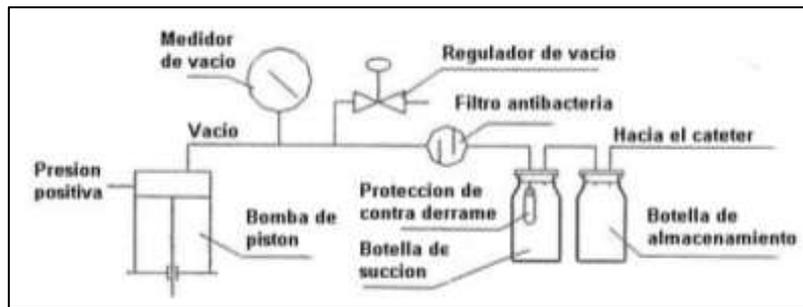 Medidor
de vacio
Regulador de vacio
Filtro antibacteria
Vacio
Hacia el cateter
Presion
positiva
Proteccion de
contra derrame
Bomba de
piston
Botella de
almacenamiento
Botella de
succion